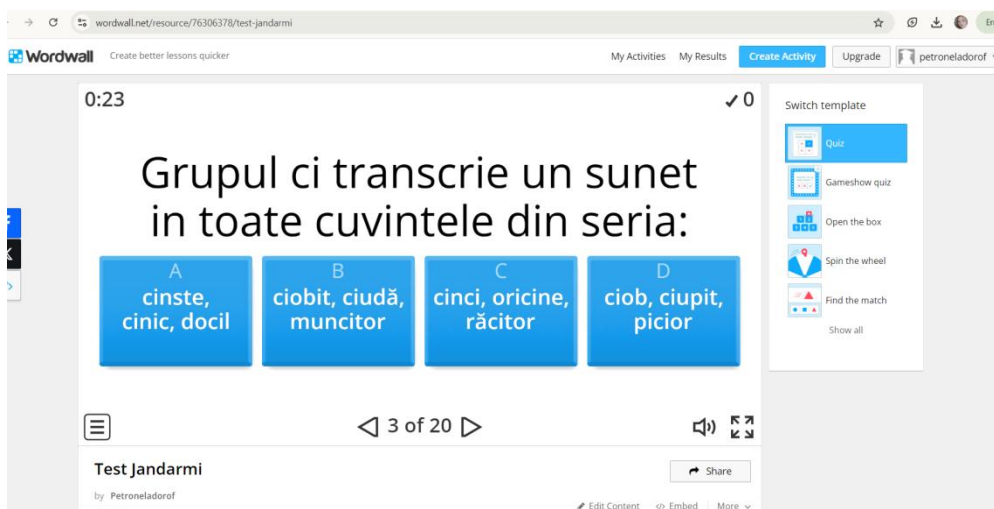 wordwall.net/resource/76306378/test-jandarmi
Wordwall
Create better lessons quicker
My Activities
My Results
Create Activity
Upgrade
petroneladorof
0:23
✓ 0
Grupul ci transcrie un sunet
in toate cuvintele din seria:
A
cinste,
cinic, docil
B
ciobit, ciudă,
muncitor
C
cinci, oricine,
răcitor
D
ciob, ciupit,
picior
3 of 20
Test Jandarmi
Share
by Petroneladorof
Edit Content
Embed
More
Switch template
Quiz
Gameshow quiz
Open the box
Spin the wheel
Find the match
Show all